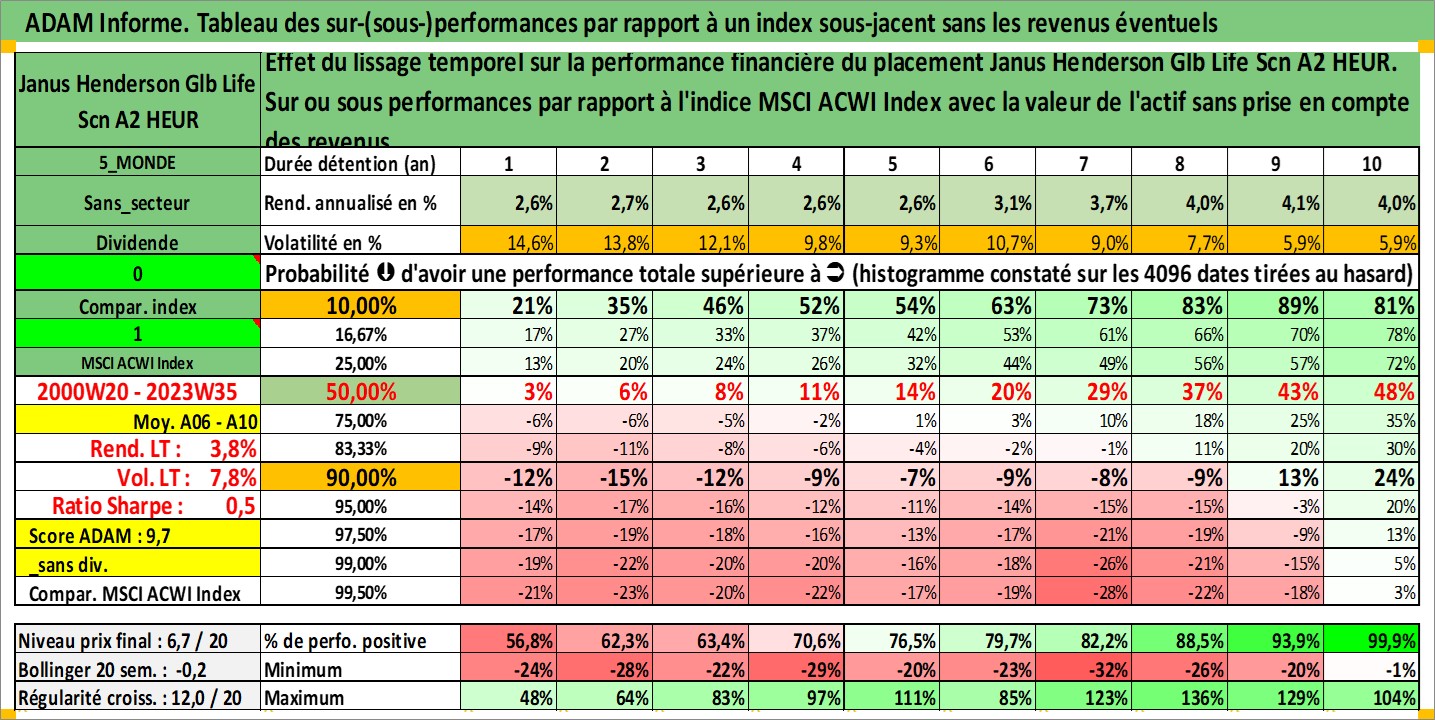 ADAM Informe. Tableau des sur-(sous-)performances par rapport à un index sous-jacent sans les revenus éventuels
Janus Henderson Glb Life Scn A2 HEUR
Effet du lissage temporel sur la performance financière du placement Janus Henderson Glb Life Scn A2 HEUR.
Sur ou sous performances par rapport à l'indice MSCI ACWI Index avec la valeur de l'actif sans prise en compte
des revenus
5_MONDE Durée détention (an) 1 2 3 4 5 6 7 8 9 10
Sans_secteur Rend. annualisé en % 2,6% 2,7% 2,6% 2,6% 2,6% 3,1% 3,7% 4,0% 4,1% 4,0%
Dividende Volatilité en % 14,6% 13,8% 12,1% 9,8% 9,3% 10,7% 9,0% 7,7% 5,9% 5,9%
0 Probabilité ⬇ d'avoir une performance totale supérieure à ➲ (histogramme constaté sur les 4096 dates tirées au hasard)
Compar. index 10,00% 21% 35% 46% 52% 54% 63% 73% 83% 89% 81%
1 16,67% 17% 27% 33% 37% 42% 53% 61% 66% 70% 78%
MSCI ACWI Index 25,00% 13% 20% 24% 26% 32% 44% 49% 56% 57% 72%
2000W20 - 2023W35 50,00% 3% 6% 8% 11% 14% 20% 29% 37% 43% 48%
Moy. A06 - A10 75,00% -6% -6% -5% -2% 1% 3% 10% 18% 25% 35%
Rend. LT : 3,8% 83,33% -9% -11% -8% -6% -4% -2% -1% 11% 20% 30%
Vol. LT : 7,8% 90,00% -12% -15% -12% -9% -7% -9% -8% -9% 13% 24%
Ratio Sharpe : 0,5 95,00% -14% -17% -16% -12% -11% -14% -15% -15% -3% 20%
Score ADAM : 9,7 97,50% -17% -19% -18% -16% -13% -17% -21% -19% -9% 13%
_sans div. 99,00% -19% -22% -20% -20% -16% -18% -26% -21% -15% 5%
Compar. MSCI ACWI Index 99,50% -21% -23% -20% -22% -17% -19% -28% -22% -18% 3%
Niveau prix final : 6,7 / 20 % de perfo. positive 56,8% 62,3% 63,4% 70,6% 76,5% 79,7% 82,2% 88,5% 93,9% 99,9%
Bollinger 20 sem. : -0,2 Minimum -24% -28% -22% -29% -20% -23% -32% -26% -20% -1%
Régularité croiss. : 12,0 / 20 Maximum 48% 64% 83% 97% 111% 85% 123% 136% 129% 104%